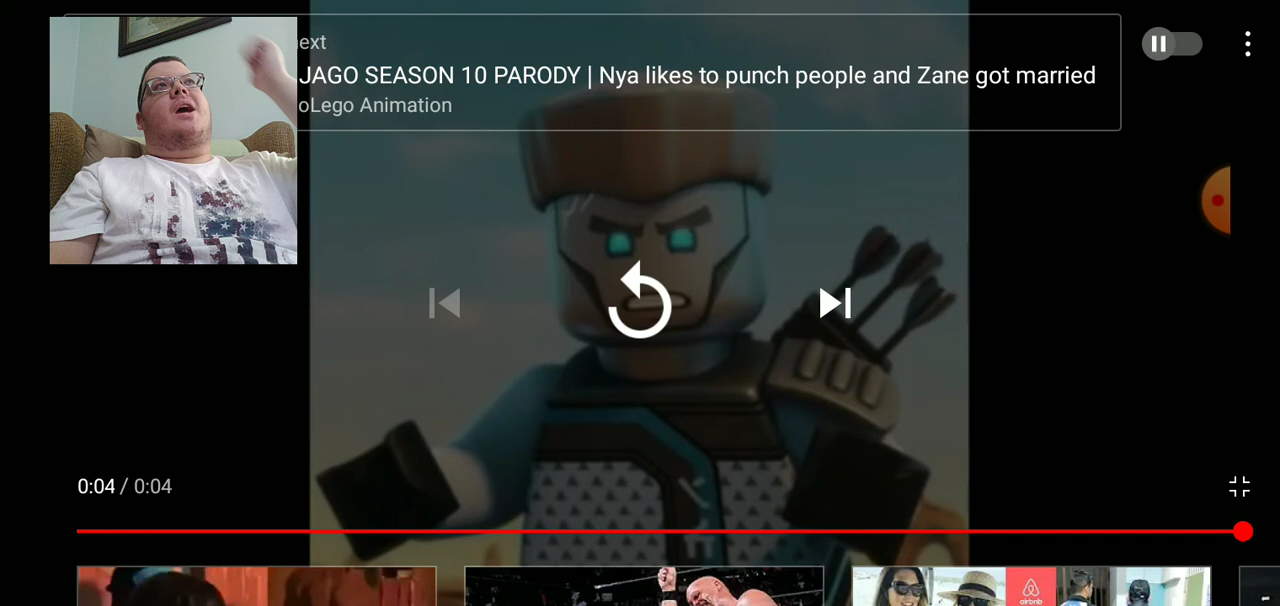 ext
JAGO SEASON 10 PARODY | Nya likes to punch people and Zane got married
oLego Animation
0:04 / 0:04
airbnb